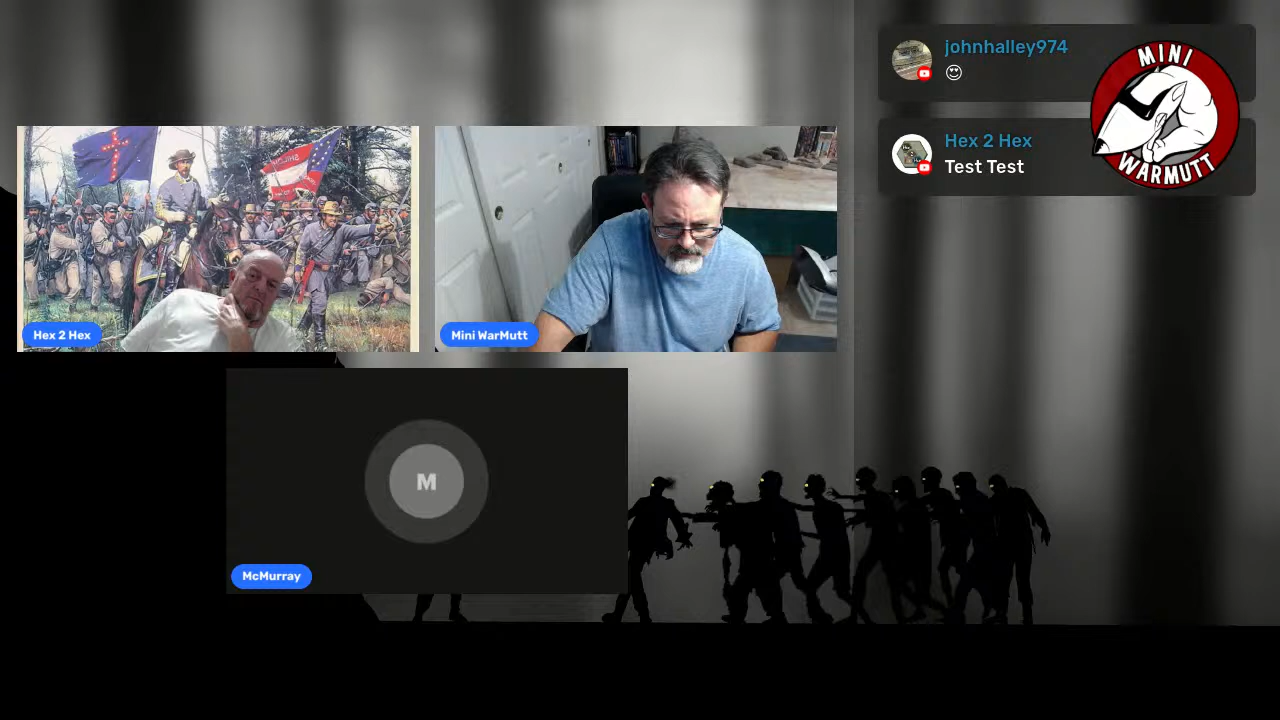 johnhalley974
Hex 2 Hex
Test Test
MINI
WARMUTT
Hex 2 Hex
Mini WarMutt
M
McMurray